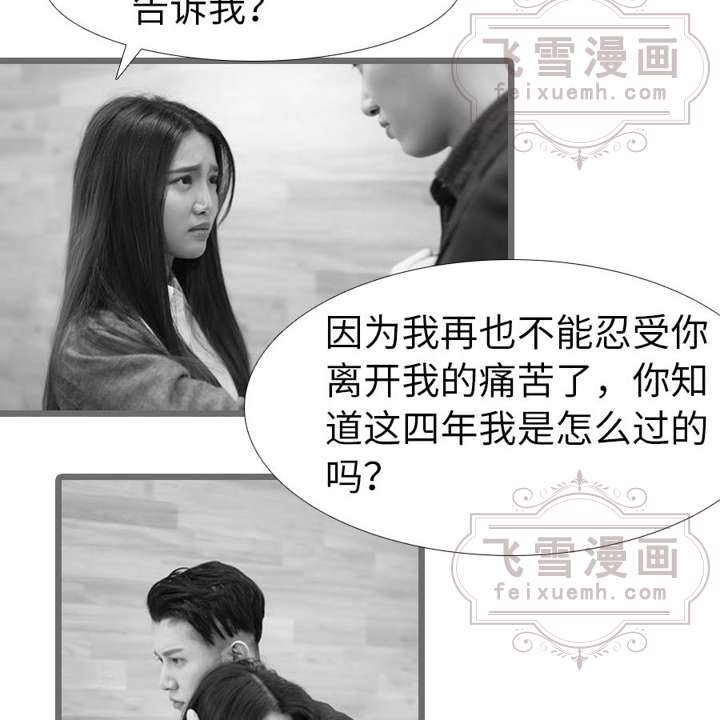 告诉我？
飞雪漫画
feixuemh.com
因为我再也不能忍受你
离开我的痛苦了，你知
道这四年我是怎么过的
吗？
飞雪漫画
feixuemh.com